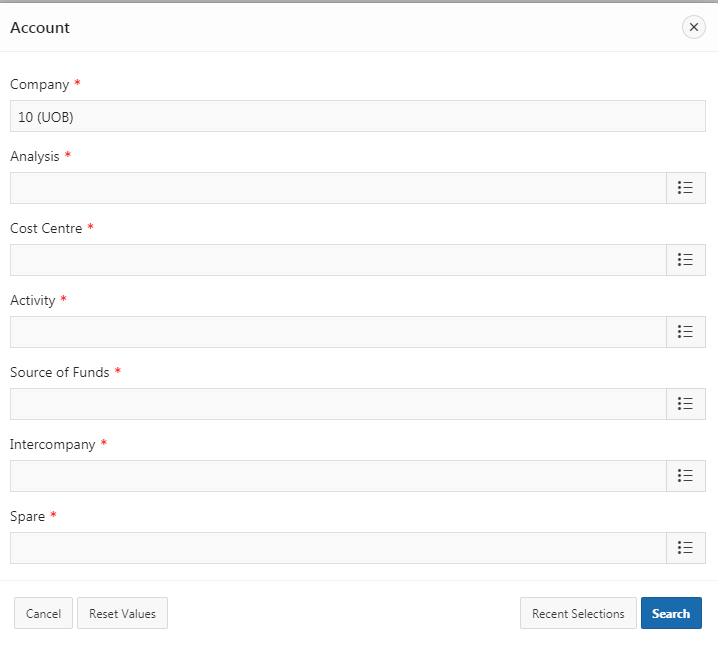 Account
Company *
10 (UOB)
Analysis *
Cost Centre *
Activity *
Source of Funds *
Intercompany *
Spare *
Cancel Reset Values Recent Selections Search